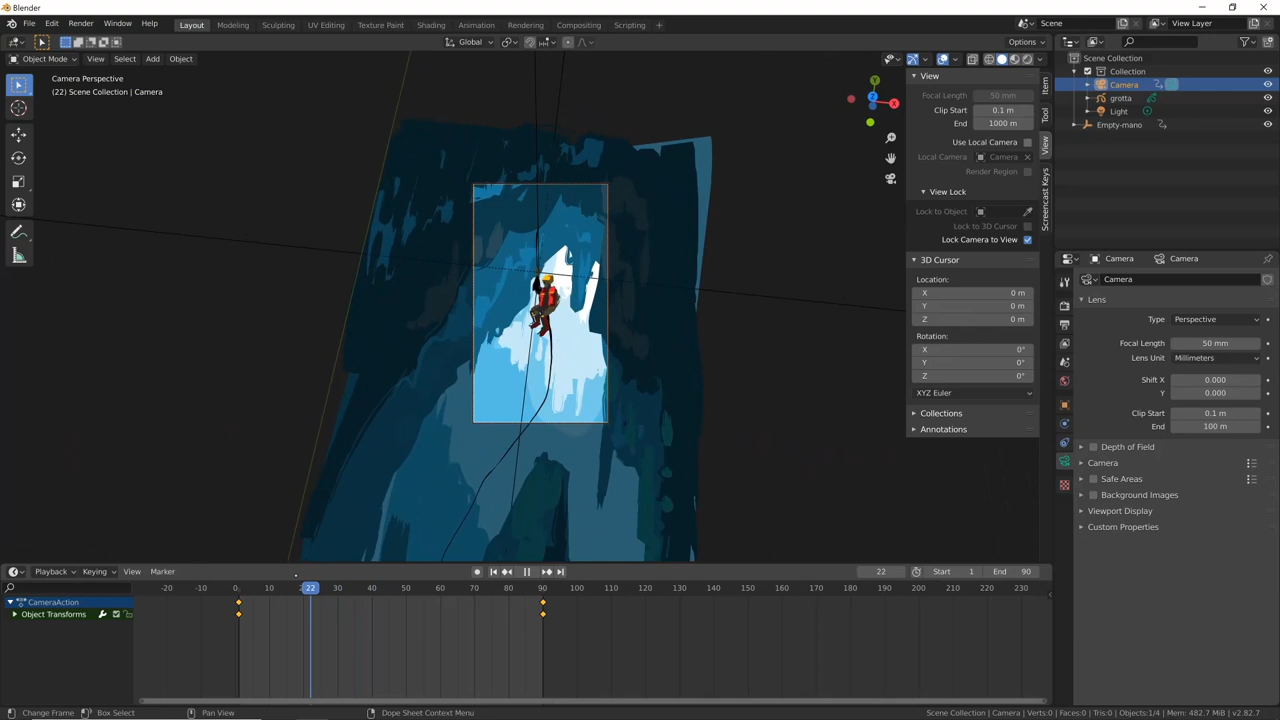 Blender
File Edit Render Window Help Layout Modeling Sculpting UV Editing Texture Paint Shading Animation Rendering Compositing Scripting + Scene View Layer
Global Options
Object Mode View Select Add Object
Camera Perspective
(22) Scene Collection | Camera
Y
X
Z
View
Focal Length 50 mm
Clip Start 0.1 m
End 1000 m
Use Local Camera
Local Camera Camera
Render Region
View Lock
Lock to Object
Lock to 3D Cursor
Lock Camera to View
3D Cursor
Location:
X 0 m
Y 0 m
Z 0 m
Rotation:
X 0°
Y 0°
Z 0°
XYZ Euler
Collections
Annotations
Item
Tool
View
Screencast Keys
Scene Collection
Collection
Camera
grotta
Light
Empty-mano
Camera Camera
Camera
Lens
Type Perspective
Focal Length 50 mm
Lens Unit Millimeters
Shift X 0.000
Y 0.000
Clip Start 0.1 m
End 100 m
Depth of Field
Camera
Safe Areas
Background Images
Viewport Display
Custom Properties
Playback Keying View Marker 22 Start 1 End 90
-20 -10 0 10 22 30 40 50 60 70 80 90 100 110 120 130 140 150 160 170 180 190 200 210 220 230
CameraAction
Object Transforms
Change Frame Box Select Pan View Dope Sheet Context Menu Scene Collection | Camera | Verts:0 | Faces:0 | Tris:0 | Objects:1/4 | Mem: 482.7 MiB | v2.82.7